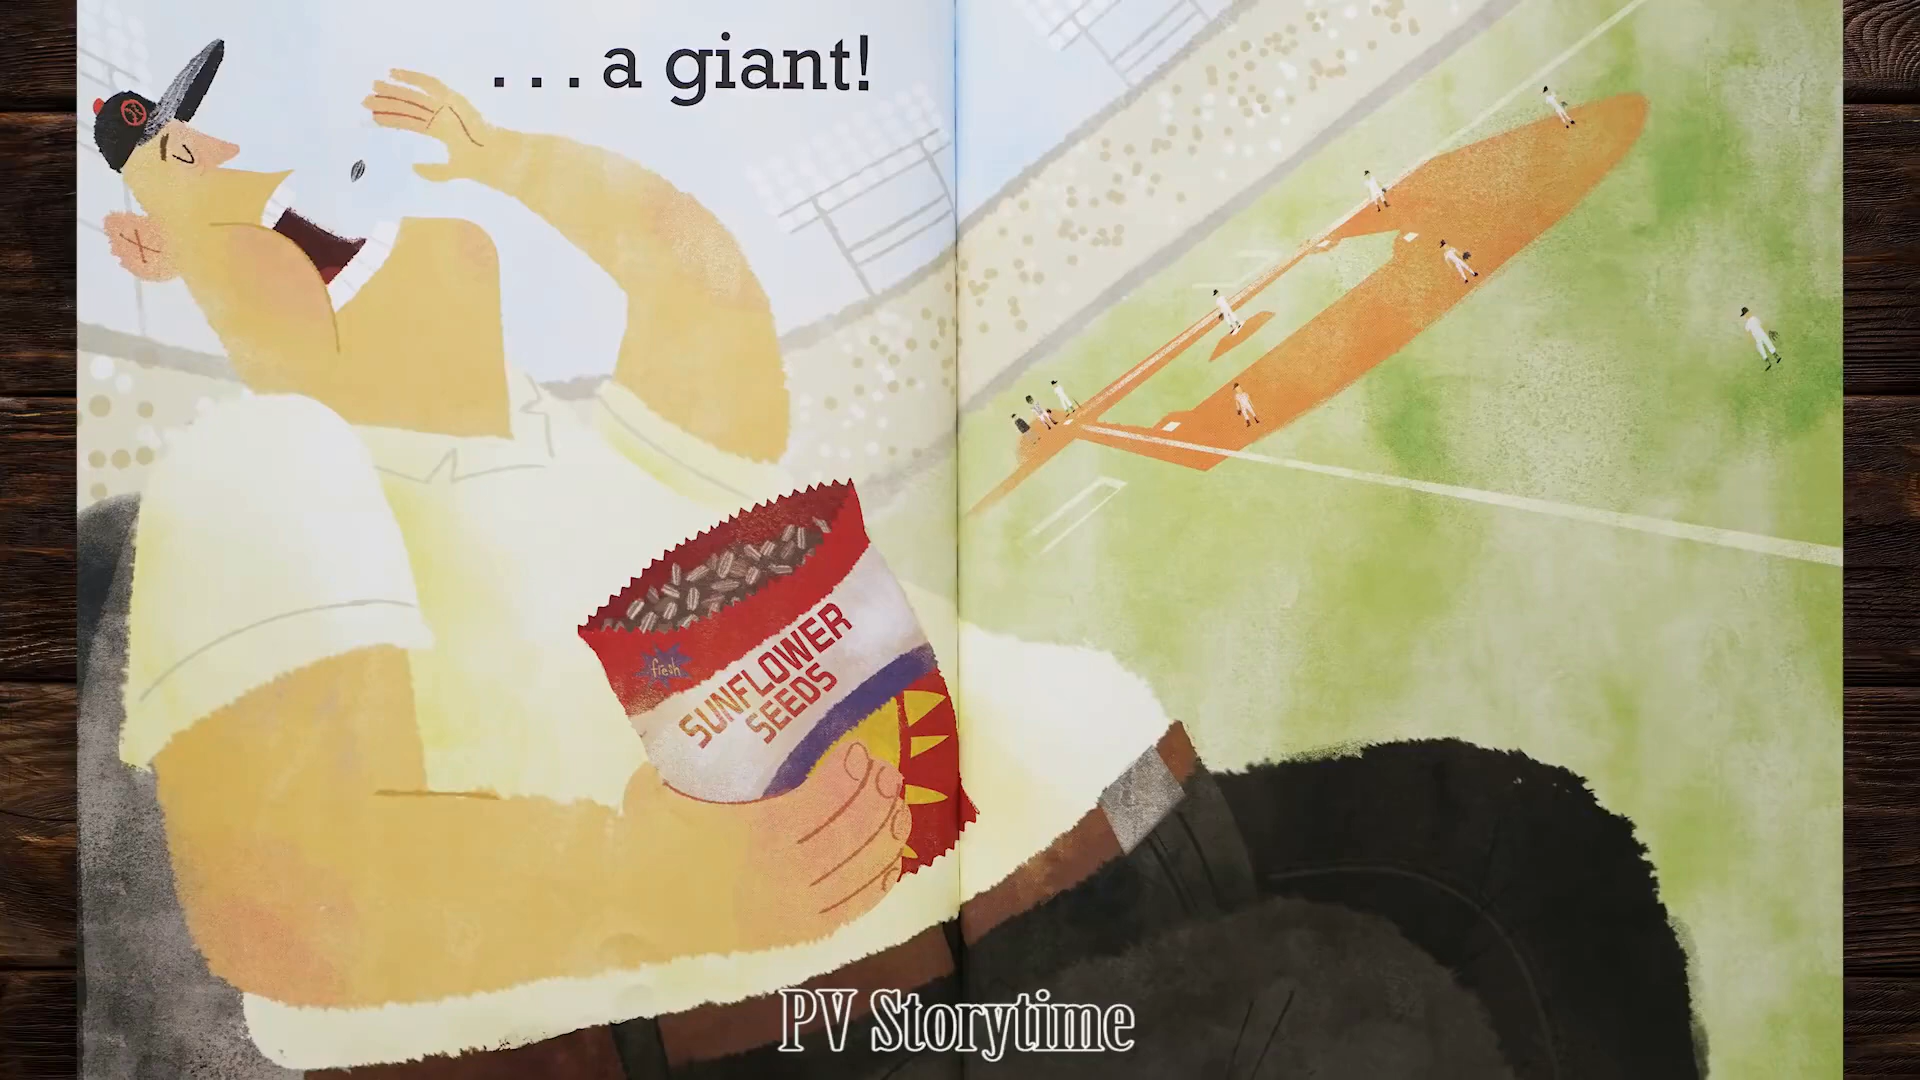 . . . a giant!
fresh
SUNFLOWER
SEEDS
PV Storytime